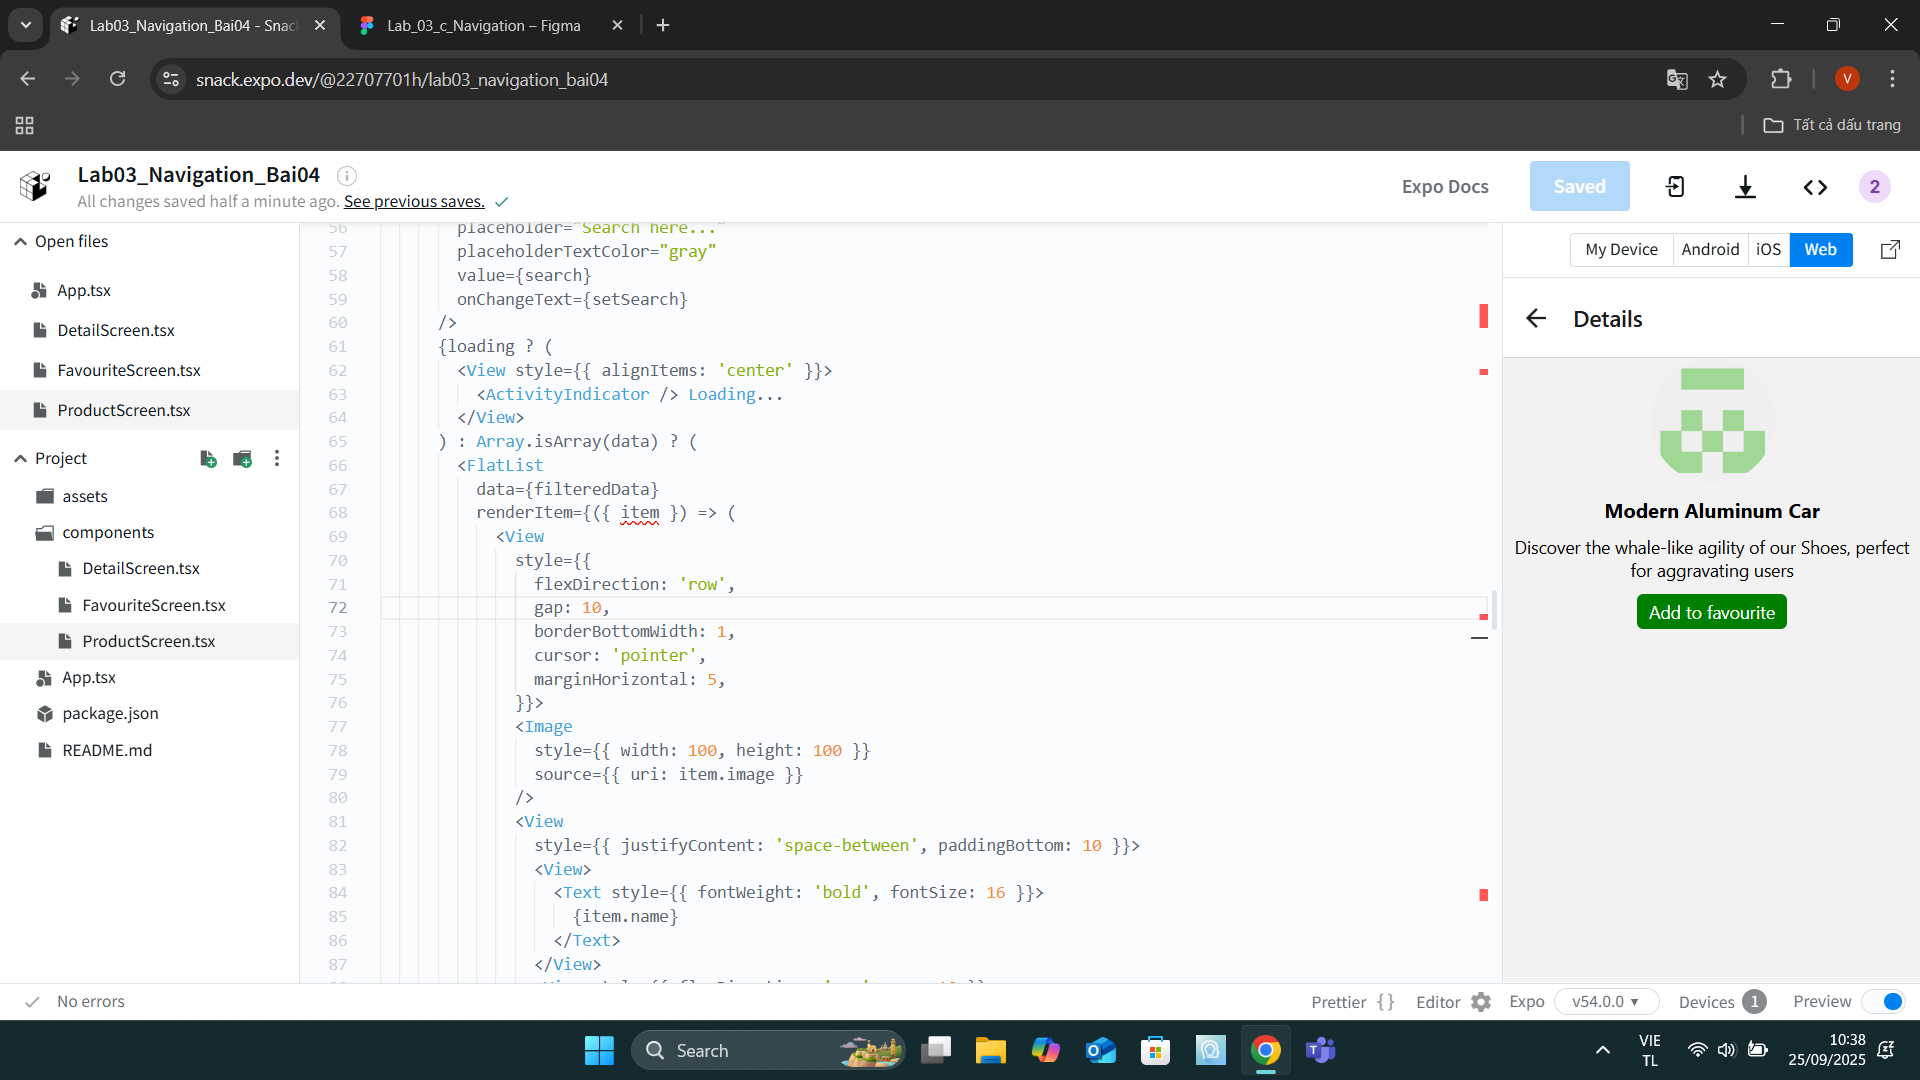 Lab03_Navigation_Bai04 - Snac
Lab_03_c_Navigation – Figma
snack.expo.dev/@22707701h/lab03_navigation_bai04
V
Tất cả dấu trang
Lab03_Navigation_Bai04
All changes saved half a minute ago. See previous saves.
Expo Docs
Saved
2
Open files
App.tsx
DetailScreen.tsx
FavouriteScreen.tsx
ProductScreen.tsx
Project
assets
components
DetailScreen.tsx
FavouriteScreen.tsx
ProductScreen.tsx
App.tsx
package.json
README.md
56 placeholder="Search here..."
57 placeholderTextColor="gray"
58 value={search}
59 onChangeText={setSearch}
60 />
61 {loading ? (
62 <View style={{ alignItems: 'center' }}>
63 <ActivityIndicator /> Loading...
64 </View>
65 ) : Array.isArray(data) ? (
66 <FlatList
67 data={filteredData}
68 renderItem={({ item }) => (
69 <View
70 style={{
71 flexDirection: 'row',
72 gap: 10,
73 borderBottomWidth: 1,
74 cursor: 'pointer',
75 marginHorizontal: 5,
76 }}>
77 <Image
78 style={{ width: 100, height: 100 }}
79 source={{ uri: item.image }}
80 />
81 <View
82 style={{ justifyContent: 'space-between', paddingBottom: 10 }}>
83 <View>
84 <Text style={{ fontWeight: 'bold', fontSize: 16 }}>
85 {item.name}
86 </Text>
87 </View>
My Device
Android
iOS
Web
Details
Modern Aluminum Car
Discover the whale-like agility of our Shoes, perfect
for aggravating users
Add to favourite
No errors
Prettier {}
Editor
Expo
v54.0.0
Devices 1
Preview
Search
VIE
TL
10:38
25/09/2025